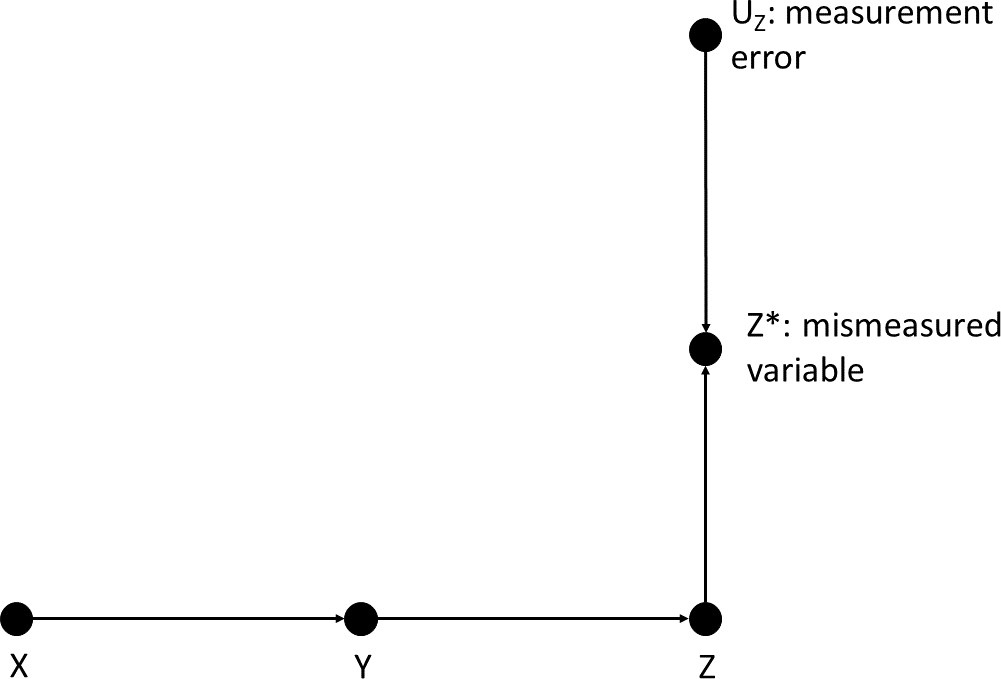 U_Z: measurement
error
Z*: mismeasured
variable
X
Y
Z